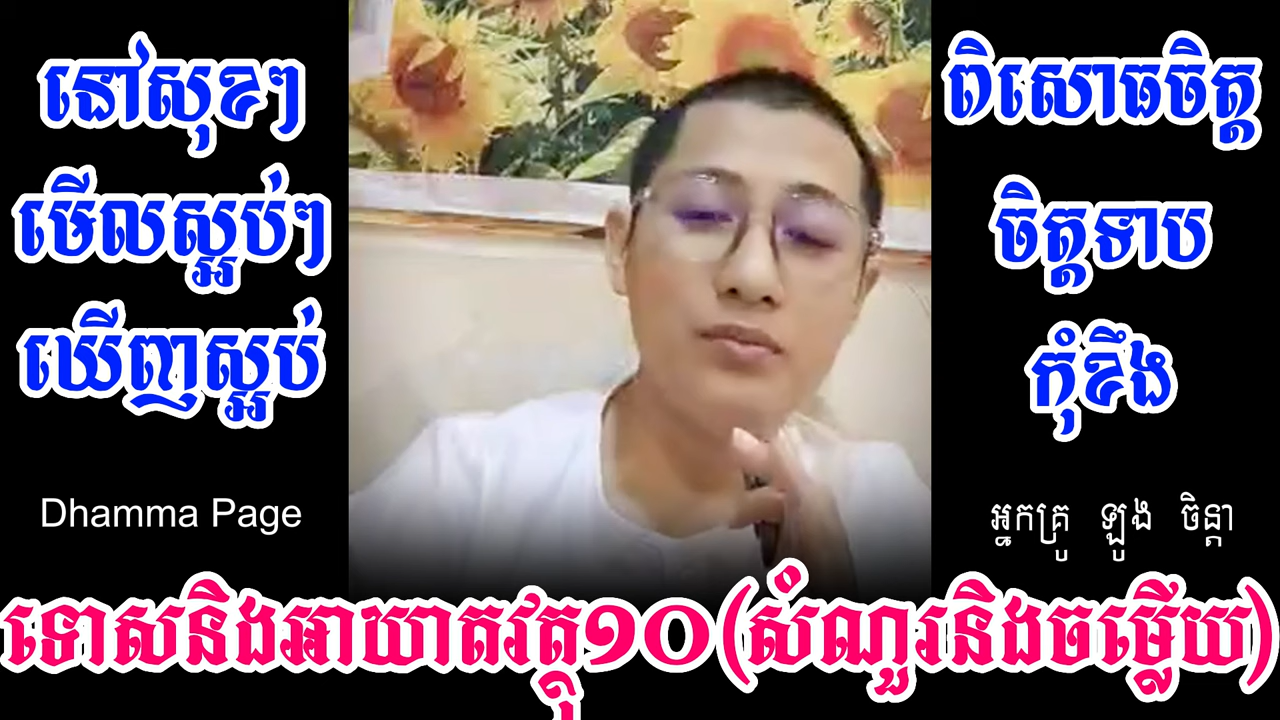 នៅសុខៗ
មើលស្អប់ៗ
ឃើញស្អប់
Dhamma Page
ពិសោធចិត្ត
ចិត្តទាប
កុំខឹង
អ្នកគ្រូ ឡុង ចិន្តា
ទោសនិងអាឃាតវត្ថុ១០(សំណួរនិងចម្លើយ)